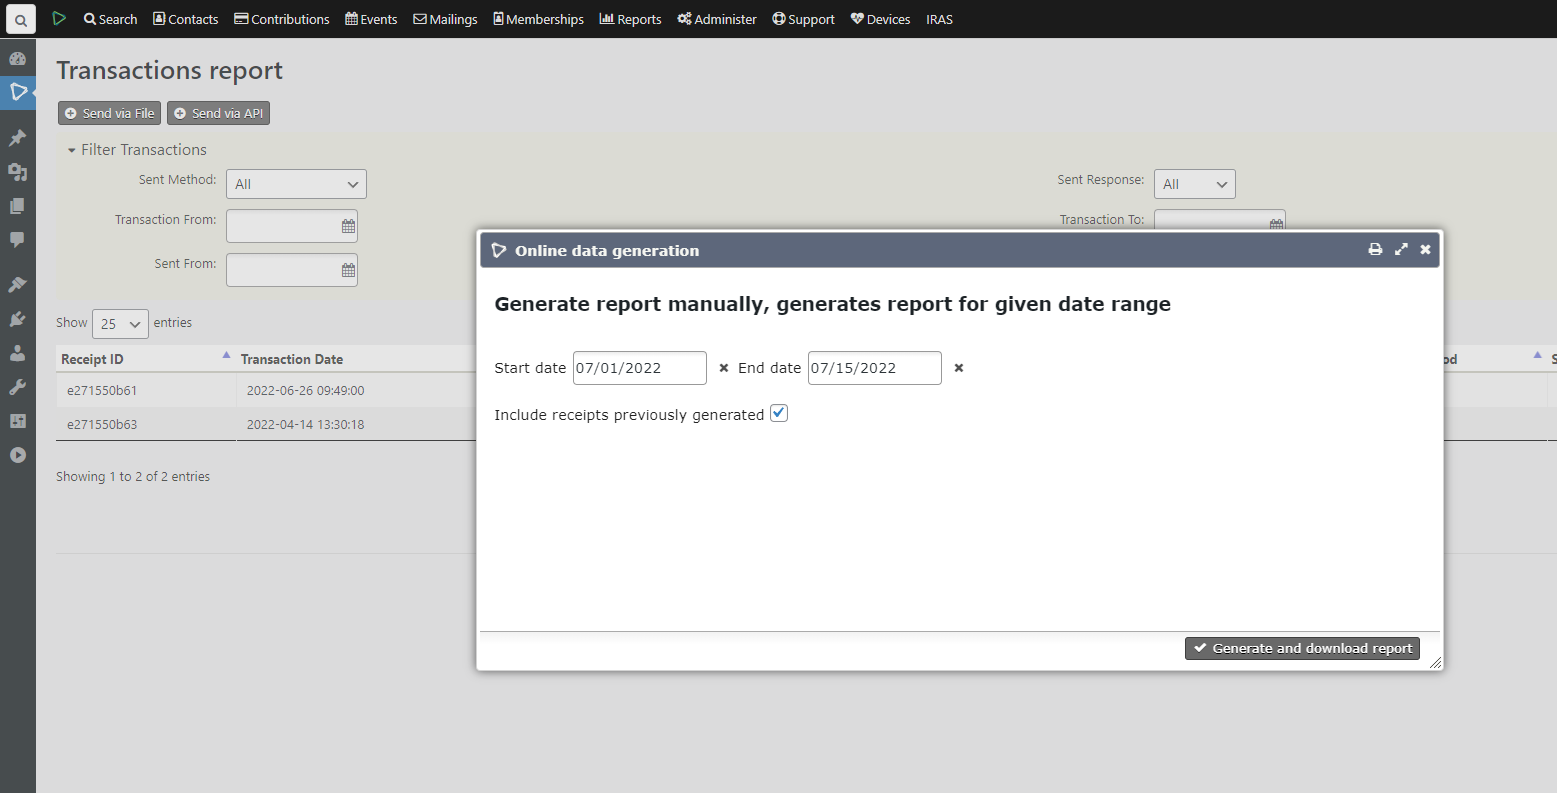 Search Contacts Contributions Events Mailings Memberships Reports Administer Support Devices IRAS
Transactions report
Send via File Send via API
Filter Transactions
Sent Method: All Sent Response: All
Transaction From: Transaction To:
Sent From:
Show 25 entries
Receipt ID Transaction Date
e271550b61 2022-06-26 09:49:00
e271550b63 2022-04-14 13:30:18
Showing 1 to 2 of 2 entries
Online data generation
Generate report manually, generates report for given date range
Start date 07/01/2022 End date 07/15/2022
Include receipts previously generated
Generate and download report